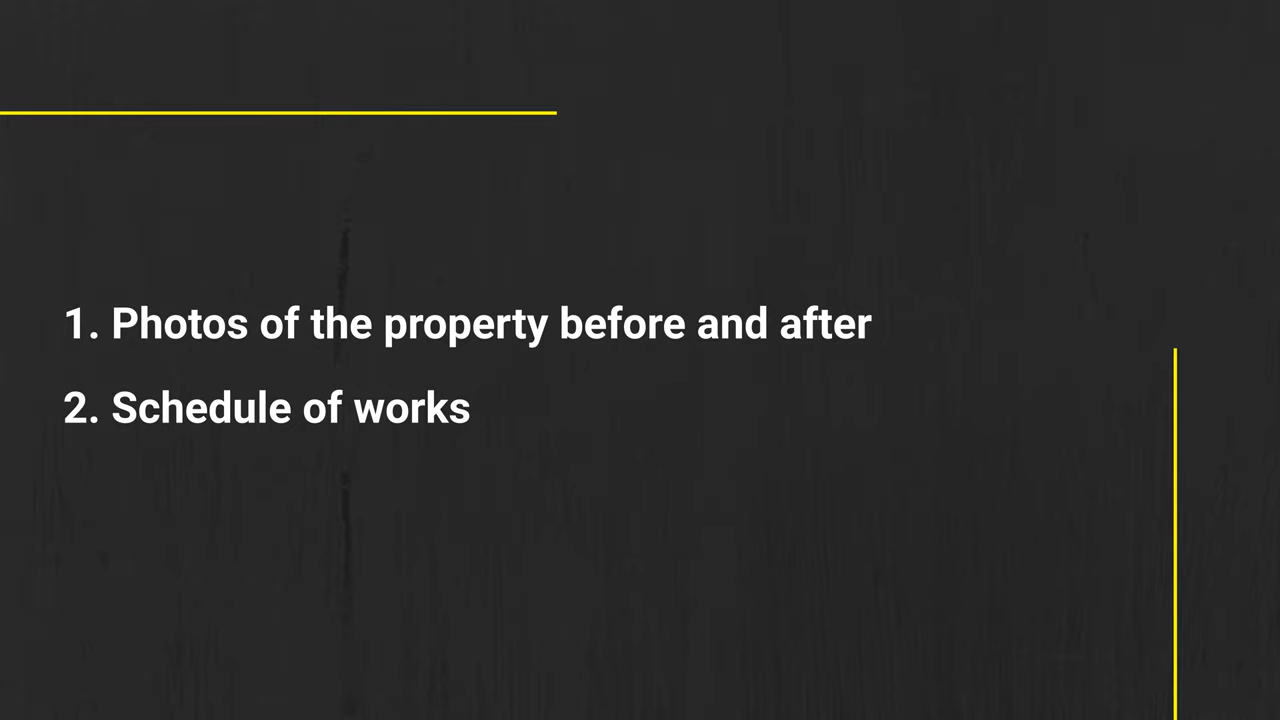 1. Photos of the property before and after
2. Schedule of works